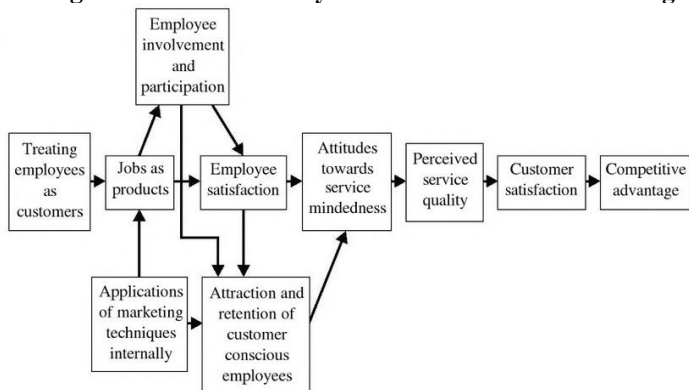 Employee
involvement
and
participation
Treating
employees
as
customers
Jobs as
products
Employee
satisfaction
Attitudes
towards
service
mindedness
Perceived
service
quality
Customer
satisfaction
Competitive
advantage
Applications
of marketing
techniques
internally
Attraction and
retention of
customer
conscious
employees